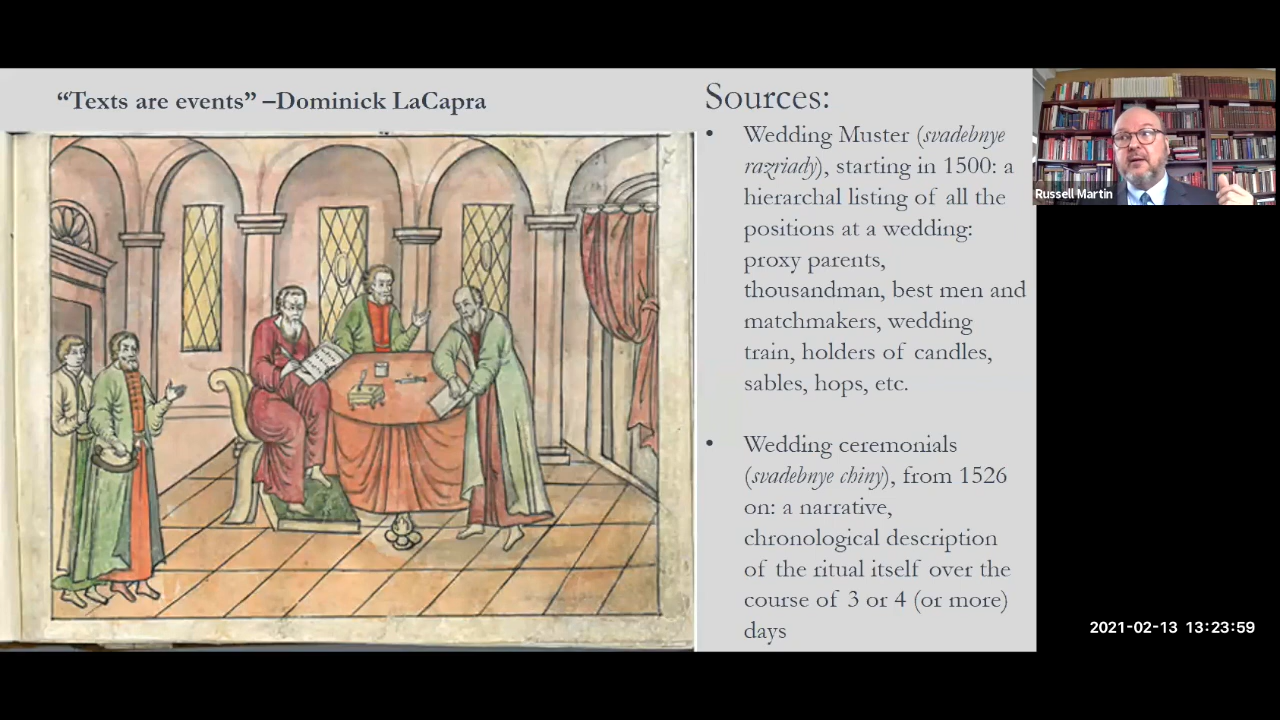 “Texts are events” –Dominick LaCapra
Sources:
• Wedding Muster (svadebnye
razriady), starting in 1500: a
hierarchal listing of all the
positions at a wedding:
proxy parents,
thousandman, best men and
matchmakers, wedding
train, holders of candles,
sables, hops, etc.
• Wedding ceremonials
(svadebnye chiny), from 1526
on: a narrative,
chronological description
of the ritual itself over the
course of 3 or 4 (or more)
days
Russell Martin
2021-02-13 13:23:59